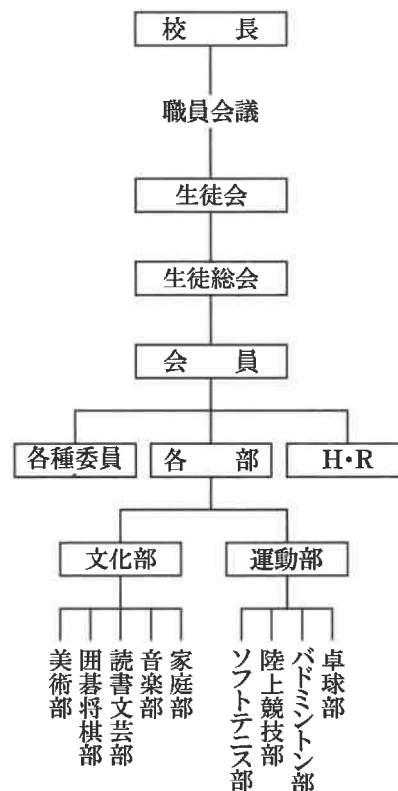 校長
職員会議
生徒会
生徒総会
会員
各種委員
各部
H・R
文化部
運動部
美術部
囲碁将棋部
読書文芸部
音楽部
家庭部
ソフトテニス部
陸上競技部
バドミントン部
卓球部